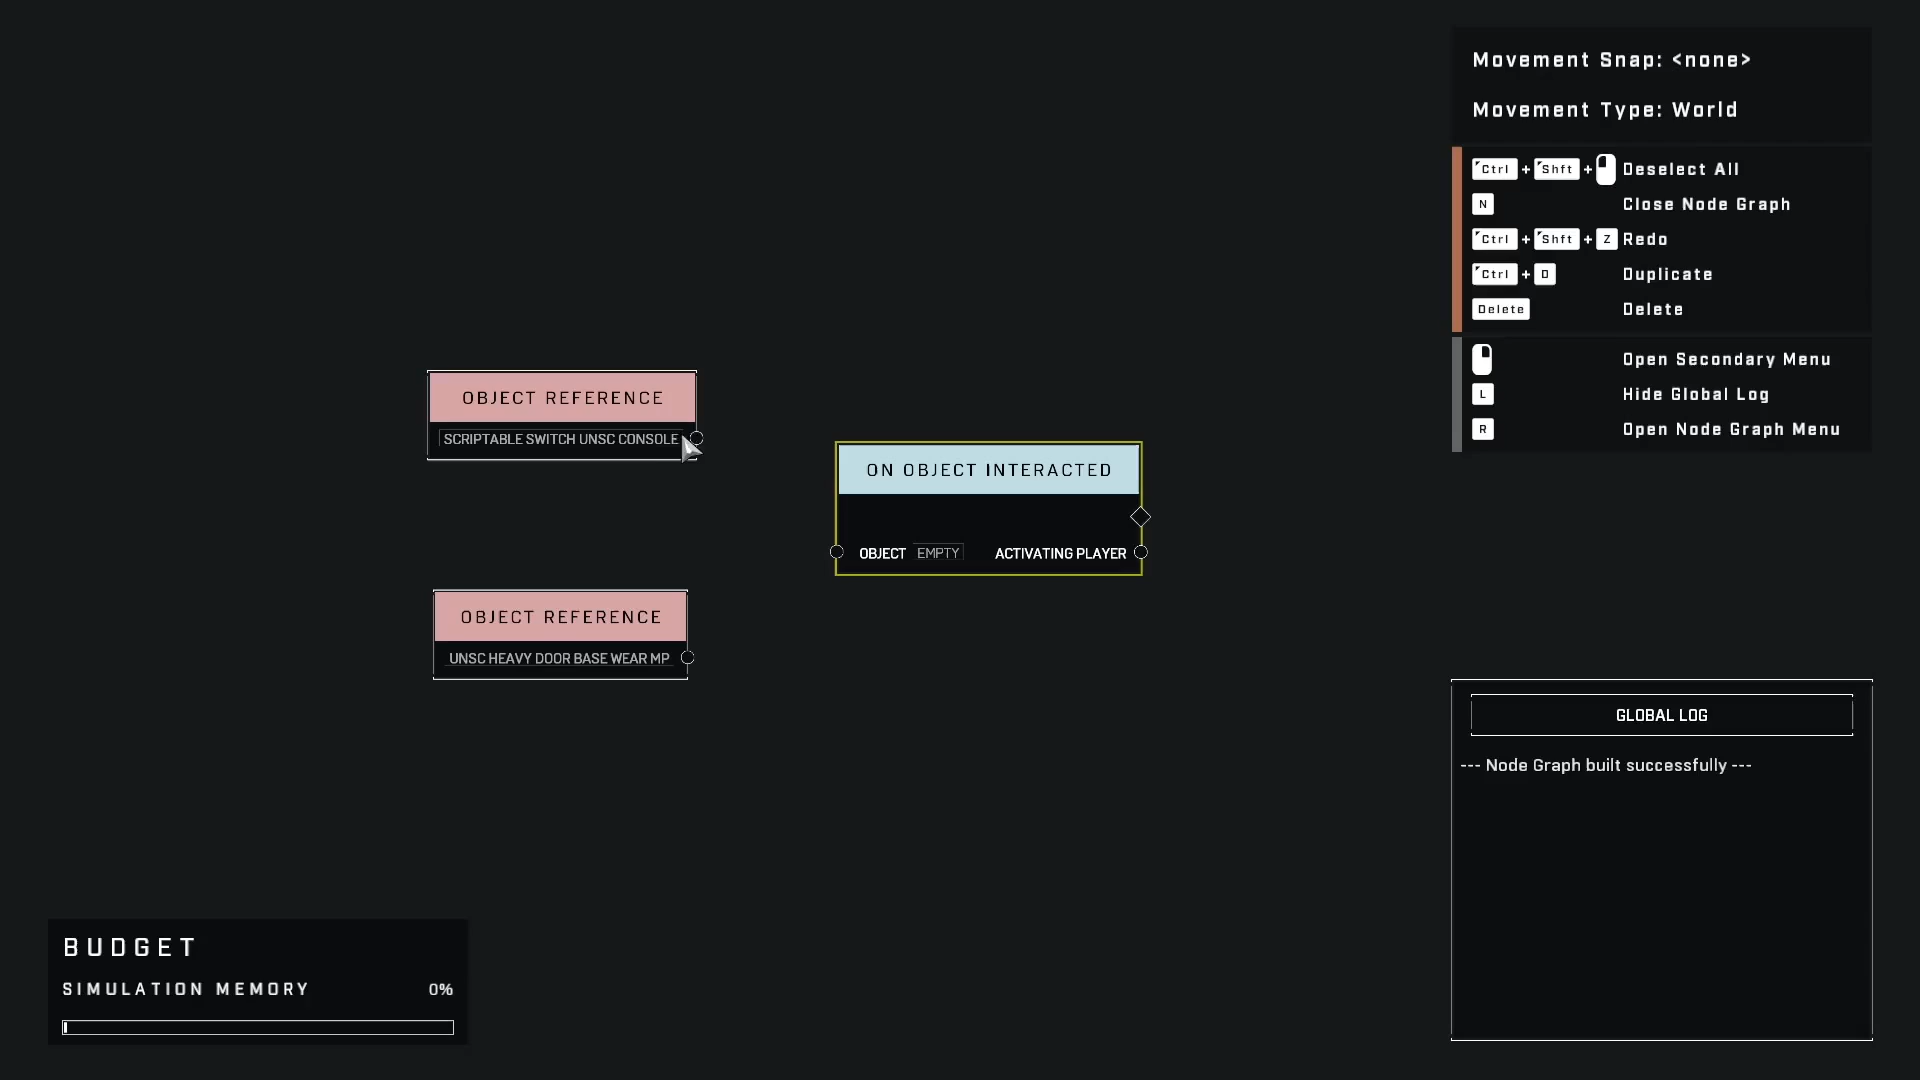 Movement Snap: <none>
Movement Type: World
Ctrl + Shft + Deselect All
N Close Node Graph
Ctrl + Shft + Z Redo
Ctrl + D Duplicate
Delete Delete
Open Secondary Menu
L Hide Global Log
R Open Node Graph Menu
OBJECT REFERENCE
SCRIPTABLE SWITCH UNSC CONSOLE
ON OBJECT INTERACTED
OBJECT EMPTY ACTIVATING PLAYER
OBJECT REFERENCE
UNSC HEAVY DOOR BASE WEAR MP
GLOBAL LOG
--- Node Graph built successfully ---
BUDGET
SIMULATION MEMORY 0%